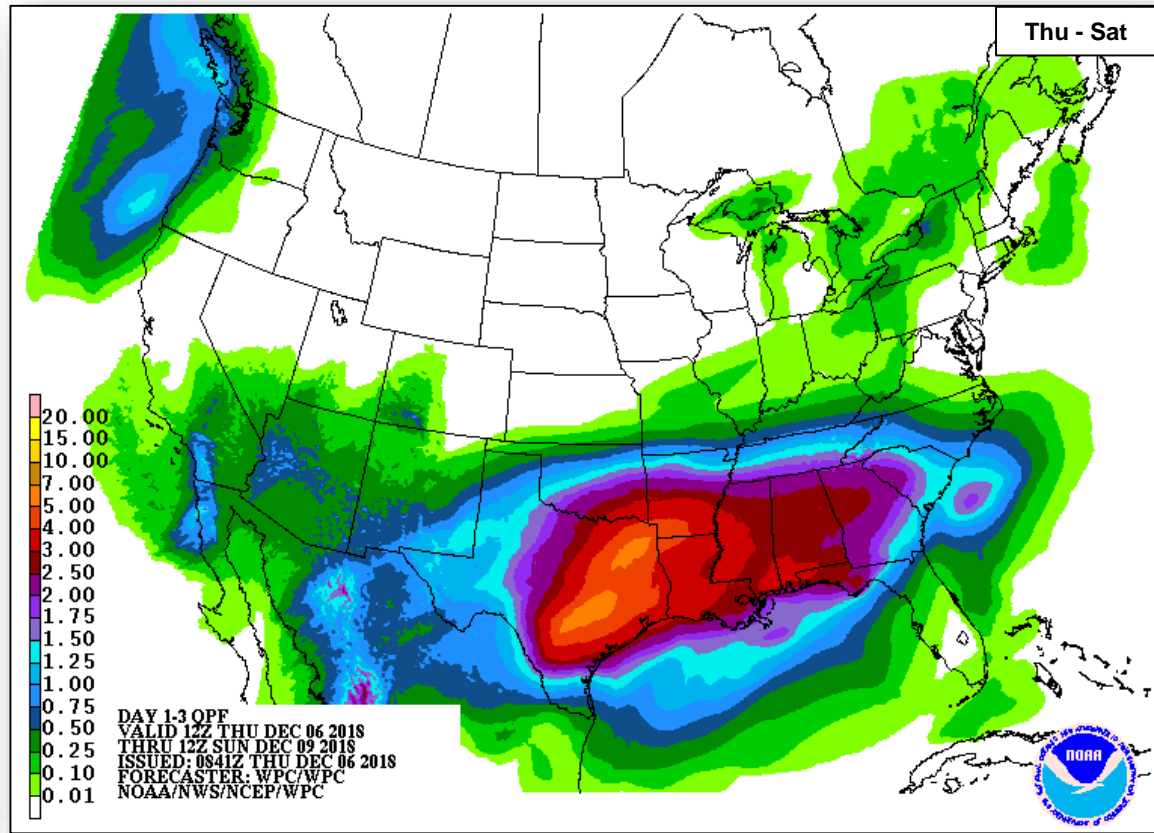 Thu - Sat
20.00
15.00
10.00
7.00
5.00
4.00
3.00
2.50
2.00
1.75
1.50
1.25
1.00
0.75
0.50
0.25
0.10
0.01
DAY 1-3 QPF
VALID 12Z THU DEC 06 2018
THRU 12Z SUN DEC 09 2018
ISSUED: 0841Z THU DEC 06 2018
FORECASTER: WPC/WPC
NOAA/NWS/NCEP/WPC
NOAA